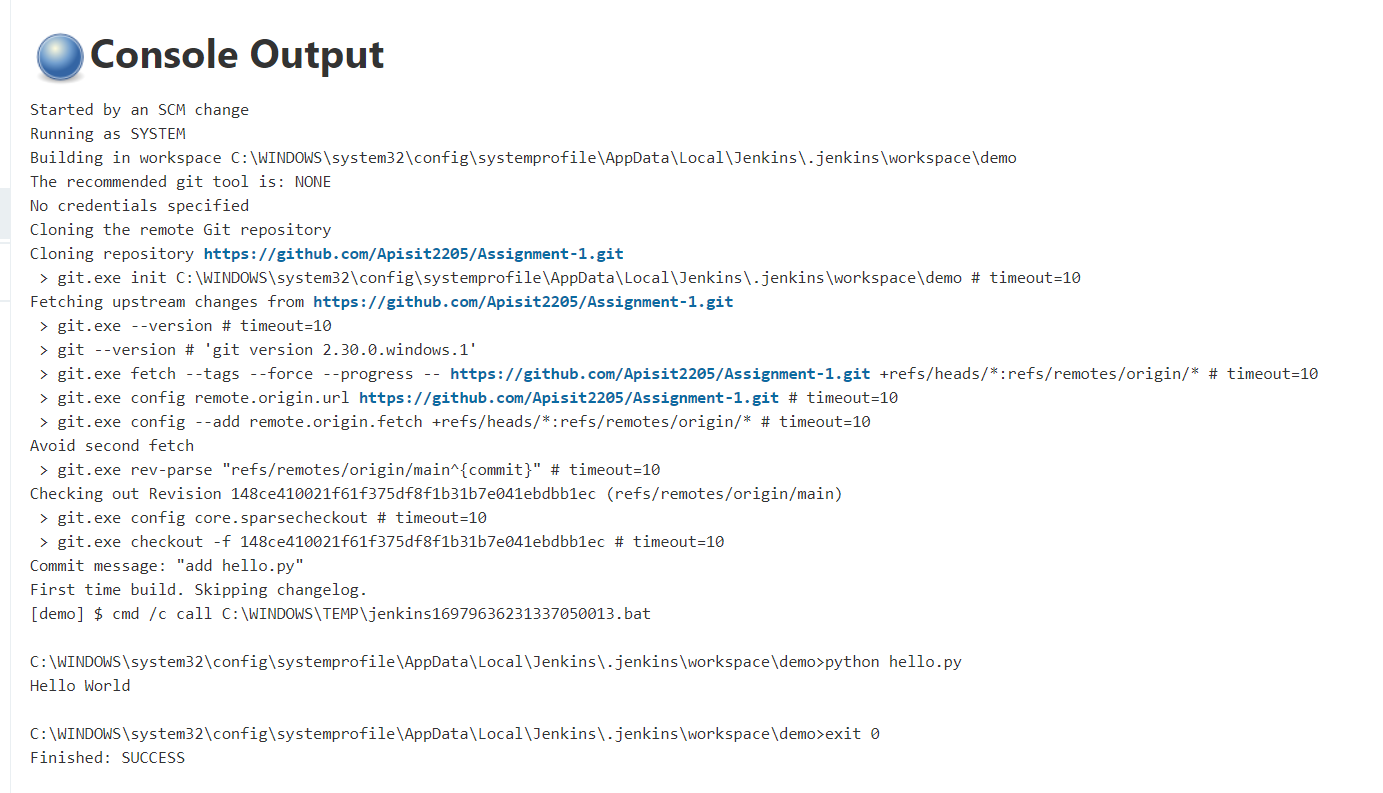 Console Output
Started by an SCM change
Running as SYSTEM
Building in workspace C:\WINDOWS\system32\config\systemprofile\AppData\Local\Jenkins\.jenkins\workspace\demo
The recommended git tool is: NONE
No credentials specified
Cloning the remote Git repository
Cloning repository https://github.com/Apisit2205/Assignment-1.git
 > git.exe init C:\WINDOWS\system32\config\systemprofile\AppData\Local\Jenkins\.jenkins\workspace\demo # timeout=10
Fetching upstream changes from https://github.com/Apisit2205/Assignment-1.git
 > git.exe --version # timeout=10
 > git --version # 'git version 2.30.0.windows.1'
 > git.exe fetch --tags --force --progress -- https://github.com/Apisit2205/Assignment-1.git +refs/heads/*:refs/remotes/origin/* # timeout=10
 > git.exe config remote.origin.url https://github.com/Apisit2205/Assignment-1.git # timeout=10
 > git.exe config --add remote.origin.fetch +refs/heads/*:refs/remotes/origin/* # timeout=10
Avoid second fetch
 > git.exe rev-parse "refs/remotes/origin/main^{commit}" # timeout=10
Checking out Revision 148ce410021f61f375df8f1b31b7e041ebdbb1ec (refs/remotes/origin/main)
 > git.exe config core.sparsecheckout # timeout=10
 > git.exe checkout -f 148ce410021f61f375df8f1b31b7e041ebdbb1ec # timeout=10
Commit message: "add hello.py"
First time build. Skipping changelog.
[demo] $ cmd /c call C:\WINDOWS\TEMP\jenkins16979636231337050013.bat
C:\WINDOWS\system32\config\systemprofile\AppData\Local\Jenkins\.jenkins\workspace\demo>python hello.py
Hello World
C:\WINDOWS\system32\config\systemprofile\AppData\Local\Jenkins\.jenkins\workspace\demo>exit 0
Finished: SUCCESS